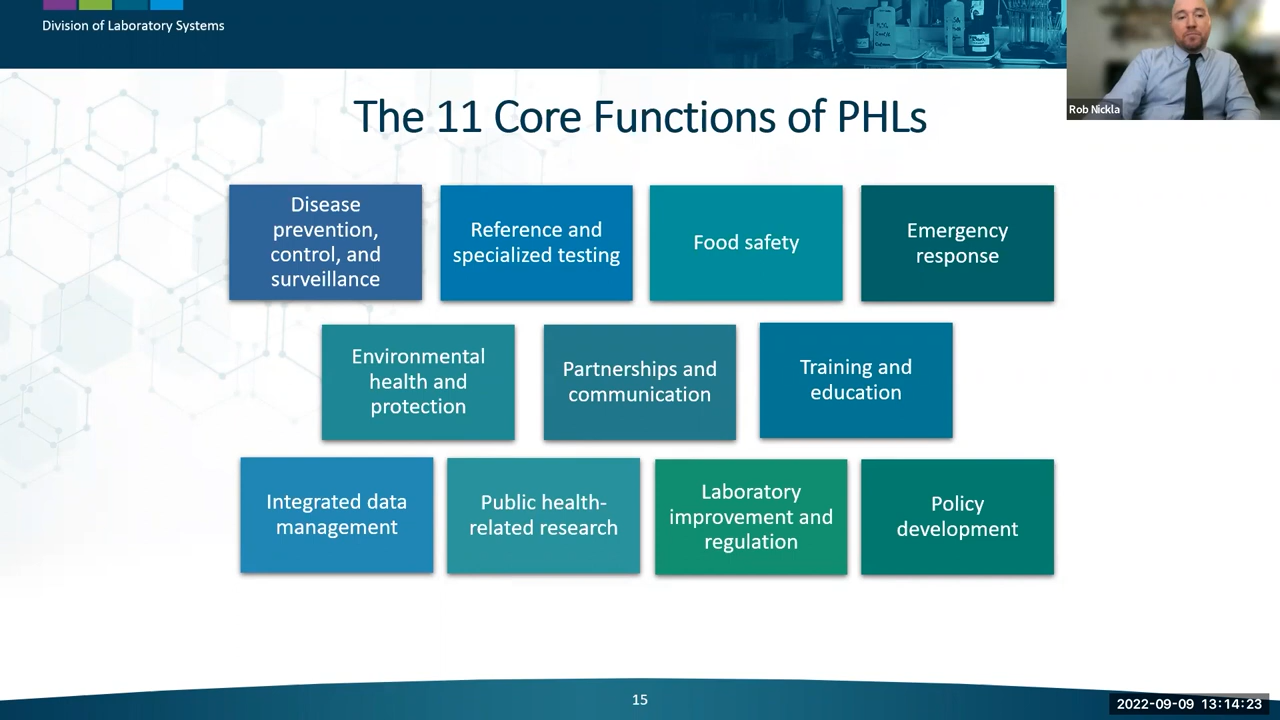 Division of Laboratory Systems
Rob Nickla
The 11 Core Functions of PHLs
Disease
prevention,
control, and
surveillance
Reference and
specialized testing
Food safety
Emergency
response
Environmental
health and
protection
Partnerships and
communication
Training and
education
Integrated data
management
Public health-
related research
Laboratory
improvement and
regulation
Policy
development
15
2022-09-09 13:14:23